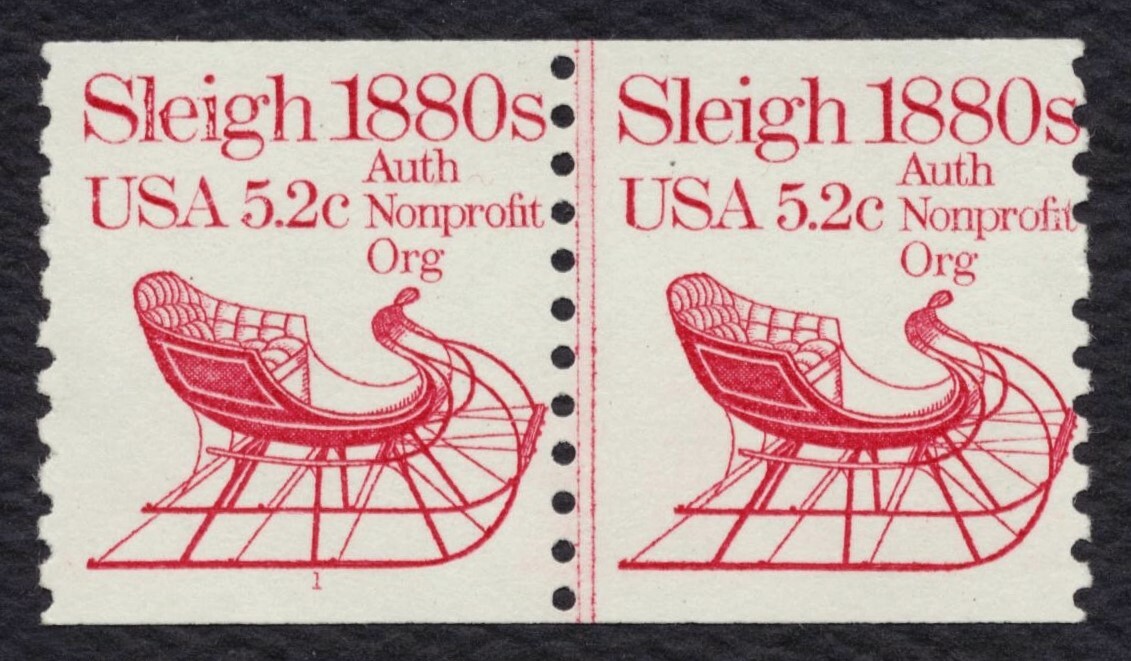 Sleigh 1880s
USA 5.2c Auth
Nonprofit
Org
1
Sleigh 1880s
USA 5.2c Auth
Nonprofit
Org